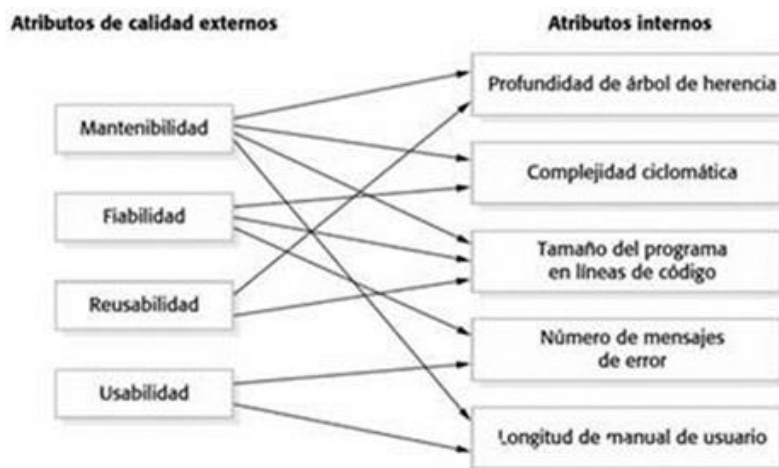 Atributos de calidad externos
Atributos internos
Mantenibilidad
Fiabilidad
Reusabilidad
Usabilidad
Profundidad de árbol de herencia
Complejidad ciclomática
Tamaño del programa
en líneas de código
Número de mensajes
de error
Longitud de manual de usuario